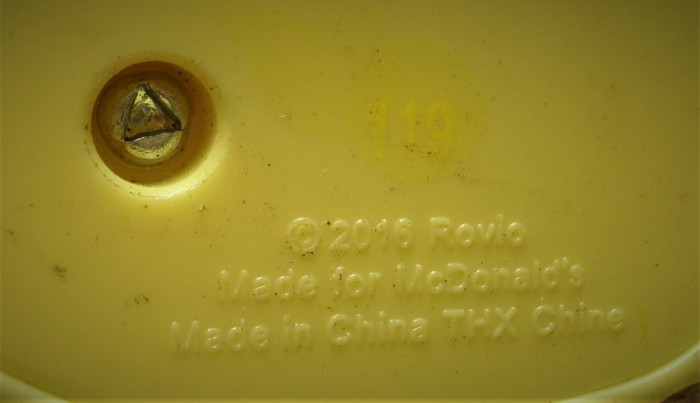 119
© 2016 Rovio
Made for McDonald's
Made in China THX Chine